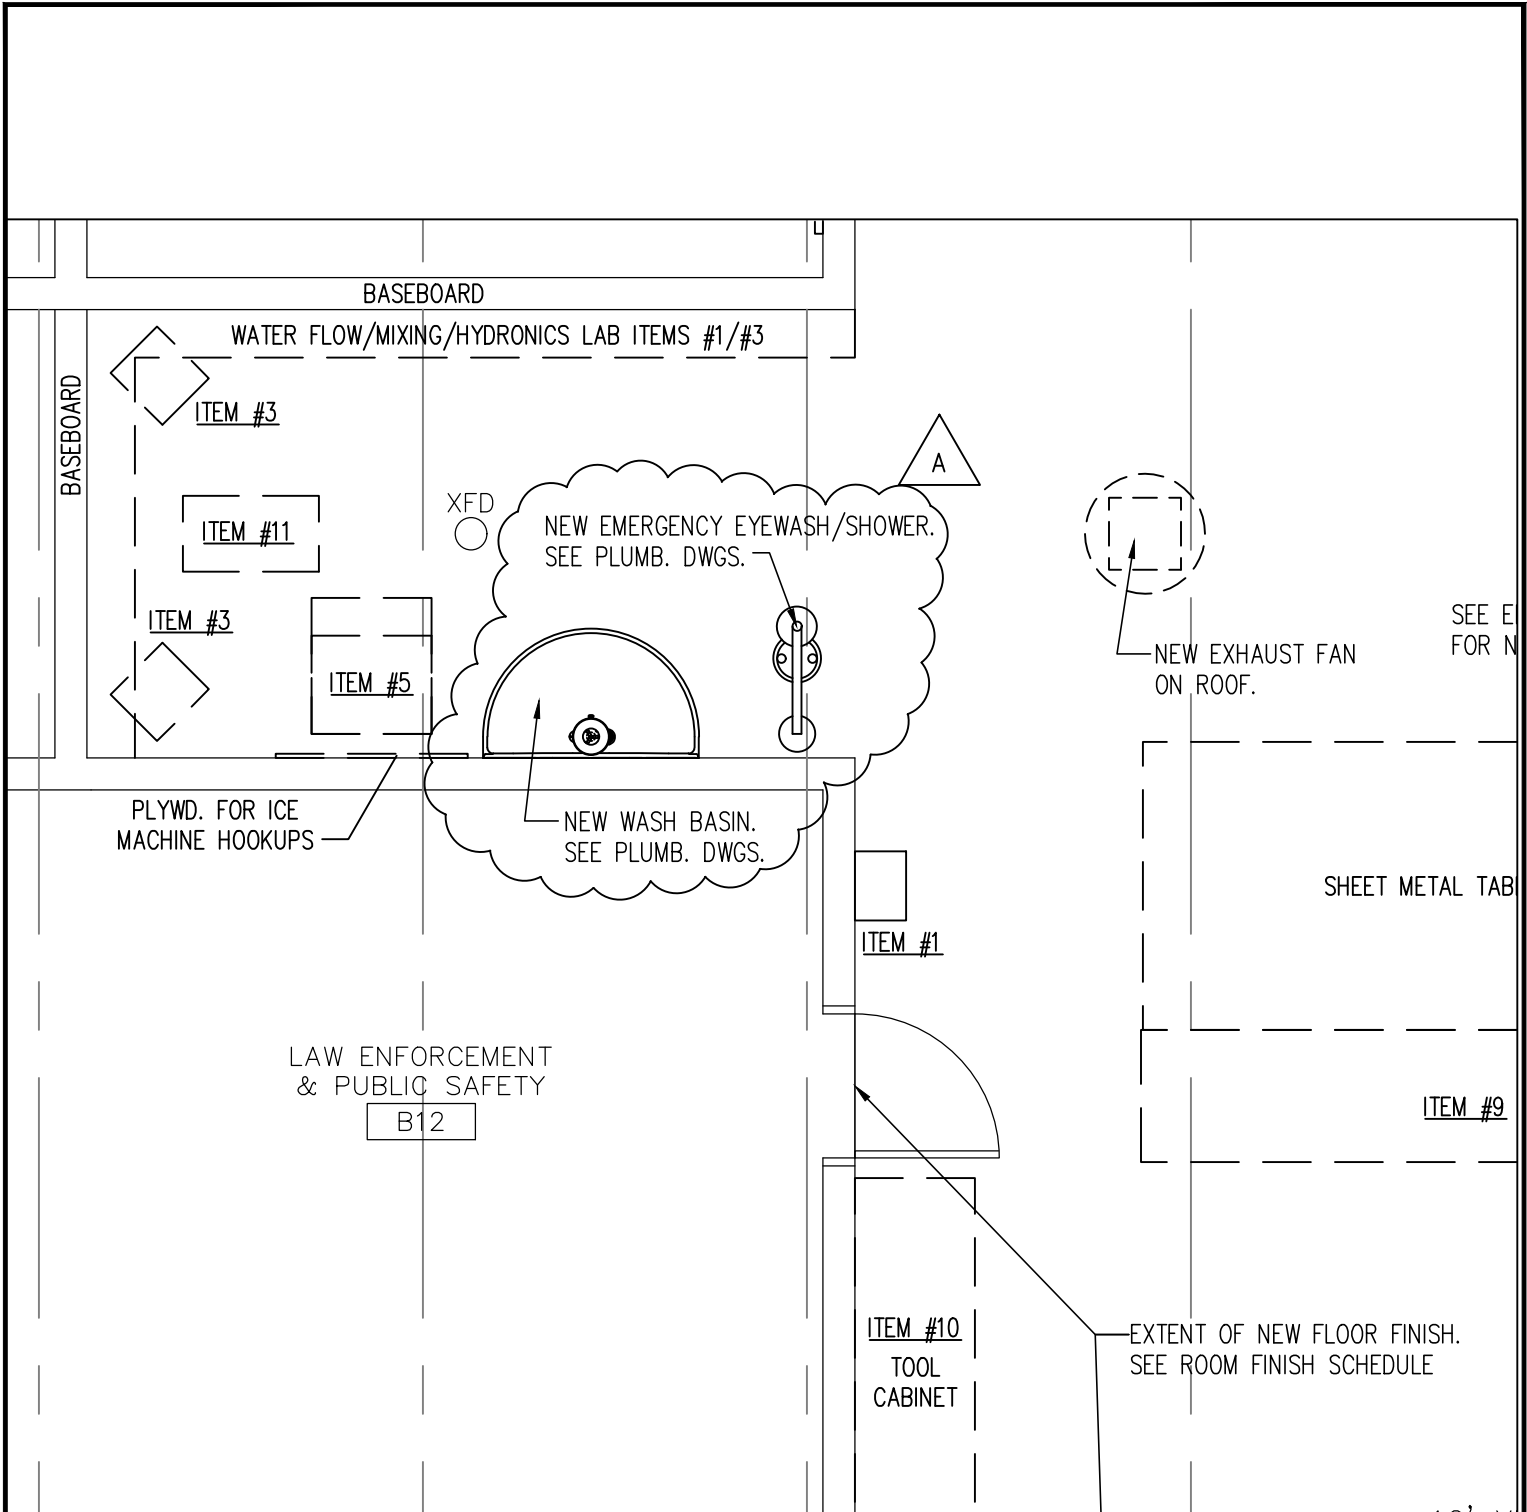 BASEBOARD
WATER FLOW/MIXING/HYDRONICS LAB ITEMS #1/#3
BASEBOARD
ITEM #3
A
XFD
ITEM #11
NEW EMERGENCY EYEWASH/SHOWER.
SEE PLUMB. DWGS.
ITEM #3
SEE
FOR
NEW EXHAUST FAN
ON ROOF.
ITEM #5
PLYWD. FOR ICE
MACHINE HOOKUPS
NEW WASH BASIN.
SEE PLUMB. DWGS.
SHEET METAL
ITEM #1
LAW ENFORCEMENT
& PUBLIC SAFETY
B12
ITEM #9
ITEM #10
TOOL
CABINET
EXTENT OF NEW FLOOR FINISH.
SEE ROOM FINISH SCHEDULE